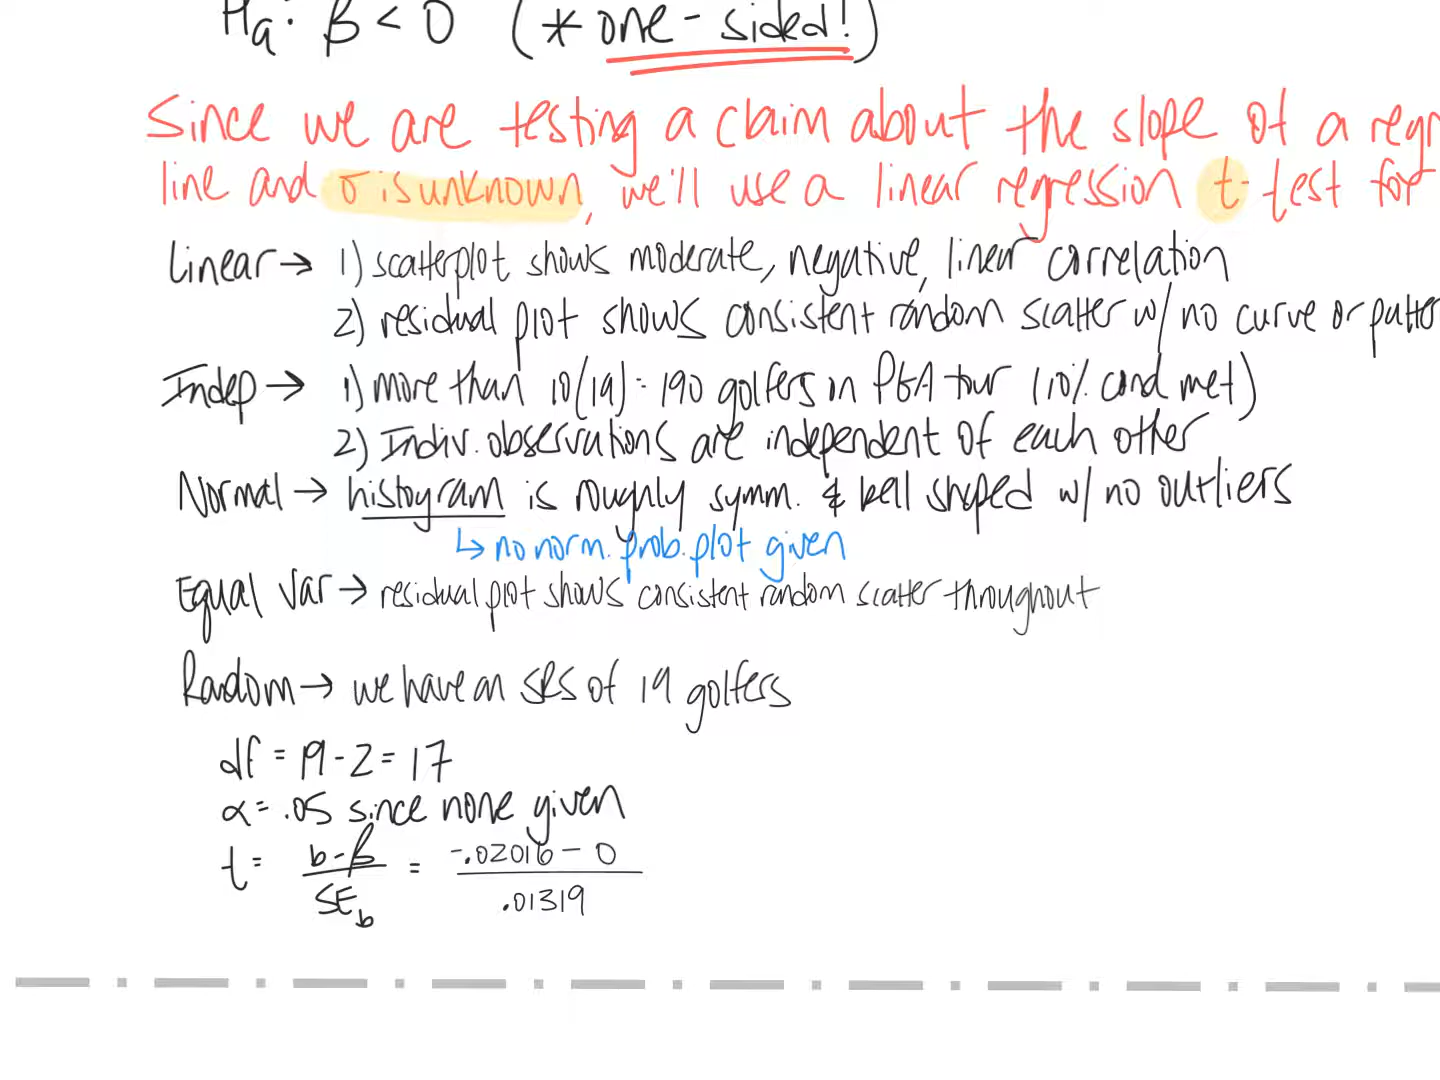 Ha: β < 0 (* one-sided!)
Since we are testing a claim about the slope of a regr
line and σ is unknown, we'll use a linear regression t-test for
Linear → 1) scatterplot shows moderate, negative, linear correlation
2) residual plot shows consistent random scatter w/ no curve or patter
Indep → 1) more than 10(19) = 190 golfers in PGA tour (10% cond met)
2) Indiv. observations are independent of each other
Normal → histogram is roughly symm. & bell shaped w/ no outliers
↳ no norm. prob. plot given
Equal Var → residual plot shows consistent random scatter throughout
Random → we have an SRS of 19 golfers
df = 19 - 2 = 17
α = .05 since none given
t = b - β / SEb = -.02016 - 0 / .01319